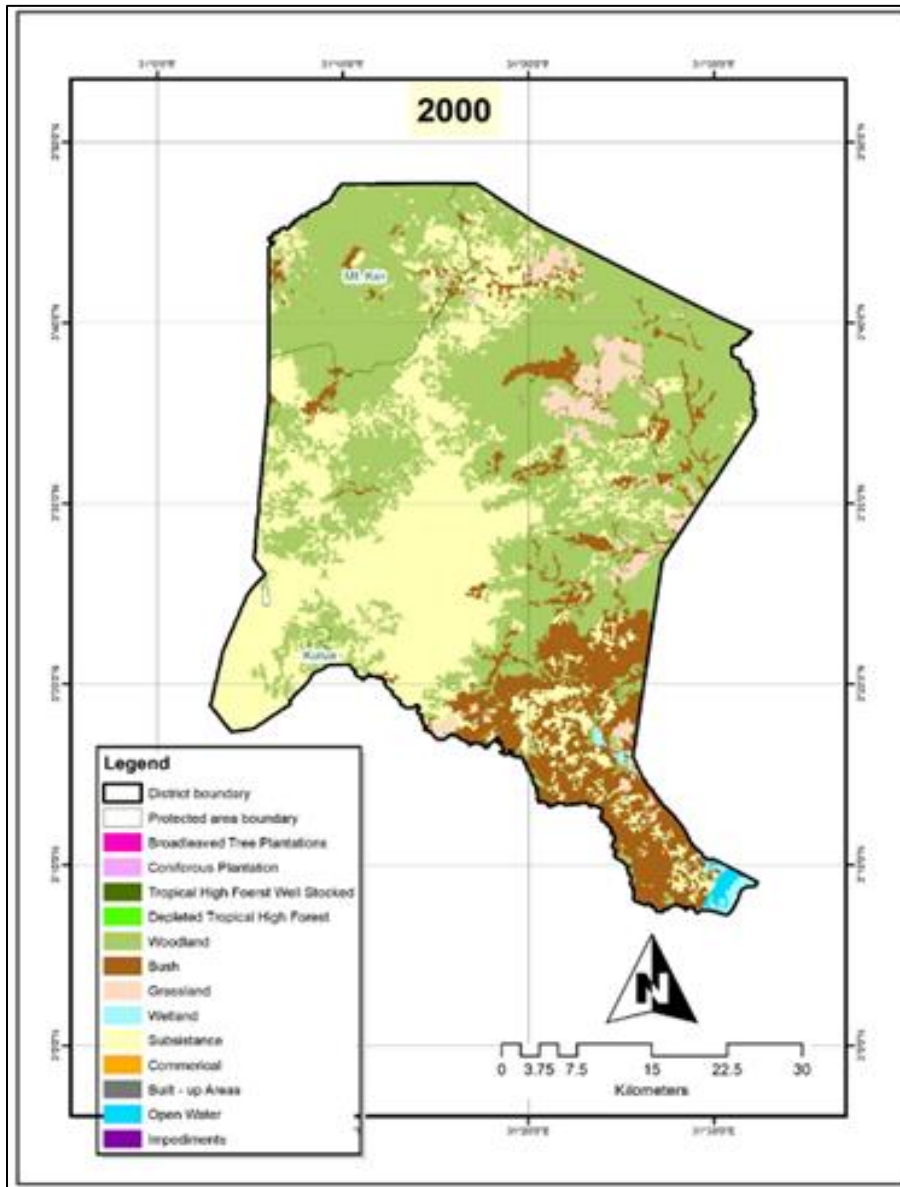 2000
Mt. Kei
Kulua
Legend
District boundary
Protected area boundary
Broadleaved Tree Plantations
Coniforous Plantation
Tropical High Foerst Well Stocked
Depleted Tropical High Forest
Woodland
Bush
Grassland
Wetland
Subsistance
Commerical
Built - up Areas
Open Water
Impediments
N
0 3.75 7.5 15 22.5 30
Kilometers